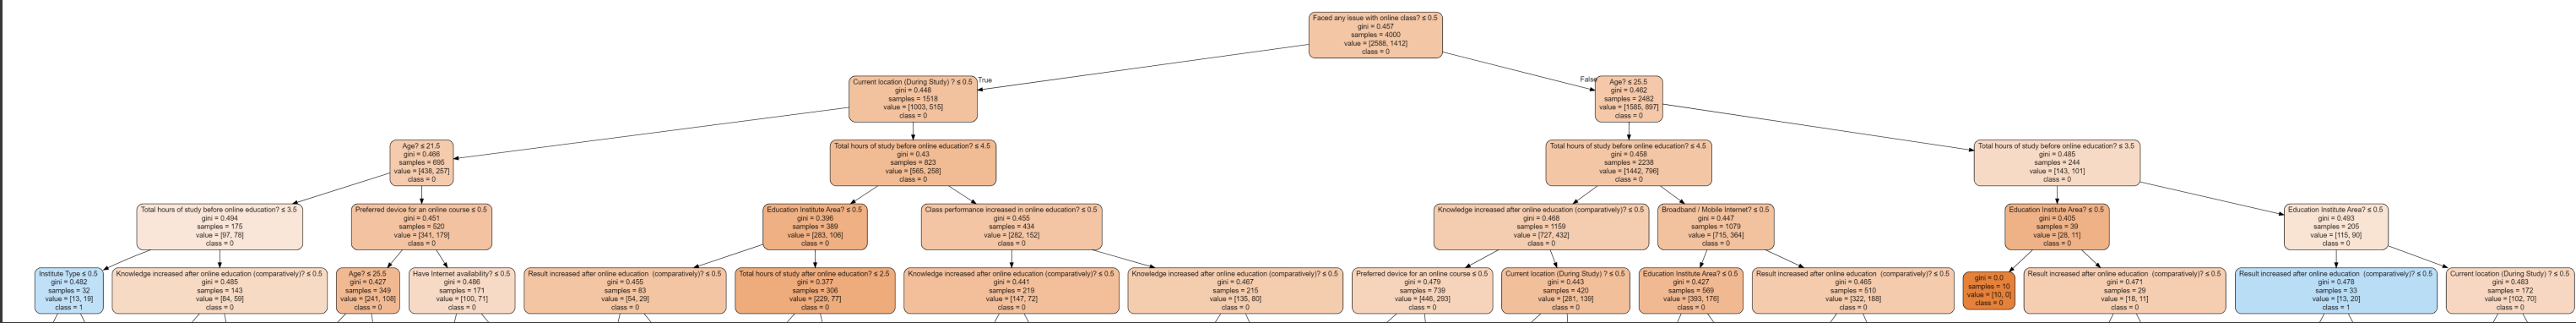 Faced any issue with online class? ≤ 0.5
gini = 0.457
samples = 4000
value = [2588, 1412]
class = 0
True
False
Current location (During Study) ? ≤ 0.5
gini = 0.448
samples = 1518
value = [1003, 515]
class = 0
Age? ≤ 25.5
gini = 0.462
samples = 2482
value = [1585, 897]
class = 0
Age? ≤ 21.5
gini = 0.466
samples = 695
value = [438, 257]
class = 0
Total hours of study before online education? ≤ 4.5
gini = 0.43
samples = 823
value = [565, 258]
class = 0
Total hours of study before online education? ≤ 4.5
gini = 0.458
samples = 2238
value = [1442, 796]
class = 0
Total hours of study before online education? ≤ 3.5
gini = 0.485
samples = 244
value = [143, 101]
class = 0
Total hours of study before online education? ≤ 3.5
gini = 0.494
samples = 175
value = [97, 78]
class = 0
Preferred device for an online course ≤ 0.5
gini = 0.451
samples = 520
value = [341, 179]
class = 0
Education Institute Area? ≤ 0.5
gini = 0.396
samples = 389
value = [283, 106]
class = 0
Class performance increased in online education? ≤ 0.5
gini = 0.455
samples = 434
value = [282, 152]
class = 0
Knowledge increased after online education (comparatively)? ≤ 0.5
gini = 0.468
samples = 1159
value = [727, 432]
class = 0
Broadband / Mobile Internet? ≤ 0.5
gini = 0.447
samples = 1079
value = [715, 364]
class = 0
Education Institute Area? ≤ 0.5
gini = 0.405
samples = 39
value = [28, 11]
class = 0
Education Institute Area? ≤ 0.5
gini = 0.493
samples = 205
value = [115, 90]
class = 0
Institute Type ≤ 0.5
gini = 0.482
samples = 32
value = [13, 19]
class = 1
Knowledge increased after online education (comparatively)? ≤ 0.5
gini = 0.485
samples = 143
value = [84, 59]
class = 0
Age? ≤ 25.5
gini = 0.427
samples = 349
value = [241, 108]
class = 0
Have Internet availability? ≤ 0.5
gini = 0.486
samples = 171
value = [100, 71]
class = 0
Result increased after online education  (comparatively)? ≤ 0.5
gini = 0.455
samples = 83
value = [54, 29]
class = 0
Total hours of study after online education? ≤ 2.5
gini = 0.377
samples = 306
value = [229, 77]
class = 0
Knowledge increased after online education (comparatively)? ≤ 0.5
gini = 0.441
samples = 219
value = [147, 72]
class = 0
Knowledge increased after online education (comparatively)? ≤ 0.5
gini = 0.467
samples = 215
value = [135, 80]
class = 0
Preferred device for an online course ≤ 0.5
gini = 0.479
samples = 739
value = [446, 293]
class = 0
Current location (During Study) ? ≤ 0.5
gini = 0.443
samples = 420
value = [281, 139]
class = 0
Education Institute Area? ≤ 0.5
gini = 0.427
samples = 569
value = [393, 176]
class = 0
Result increased after online education  (comparatively)? ≤ 0.5
gini = 0.465
samples = 510
value = [322, 188]
class = 0
gini = 0.0
samples = 10
value = [10, 0]
class = 0
Result increased after online education  (comparatively)? ≤ 0.5
gini = 0.471
samples = 29
value = [18, 11]
class = 0
Result increased after online education  (comparatively)? ≤ 0.5
gini = 0.478
samples = 33
value = [13, 20]
class = 1
Current location (During Study) ? ≤ 0.5
gini = 0.483
samples = 172
value = [102, 70]
class = 0